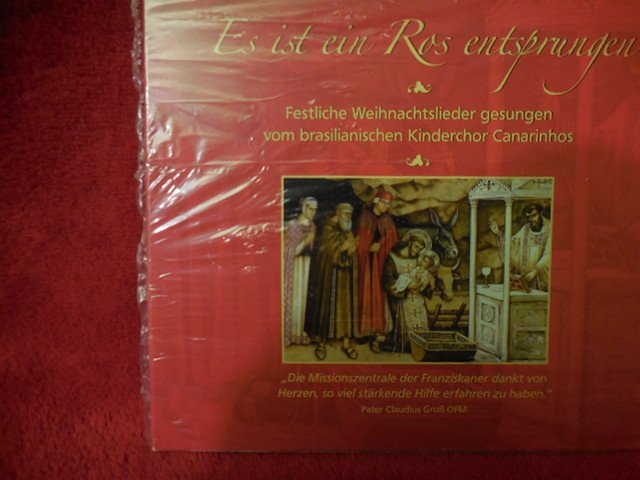 Es ist ein Ros entsprungen
Festliche Weihnachtslieder gesungen
vom brasilianischen Kinderchor Canarinhos
„Die Missionszentrale der Franziskaner dankt von
Herzen, so viel stärkende Hilfe erfahren zu haben."
Pater Claudius Groß OFM